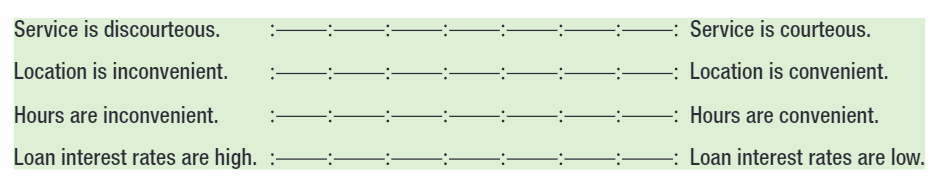 Service is discourteous. :——:——:——:——:——:——:——: Service is courteous.
Location is inconvenient. :——:——:——:——:——:——:——: Location is convenient.
Hours are inconvenient. :——:——:——:——:——:——:——: Hours are convenient.
Loan interest rates are high. :——:——:——:——:——:——:——: Loan interest rates are low.